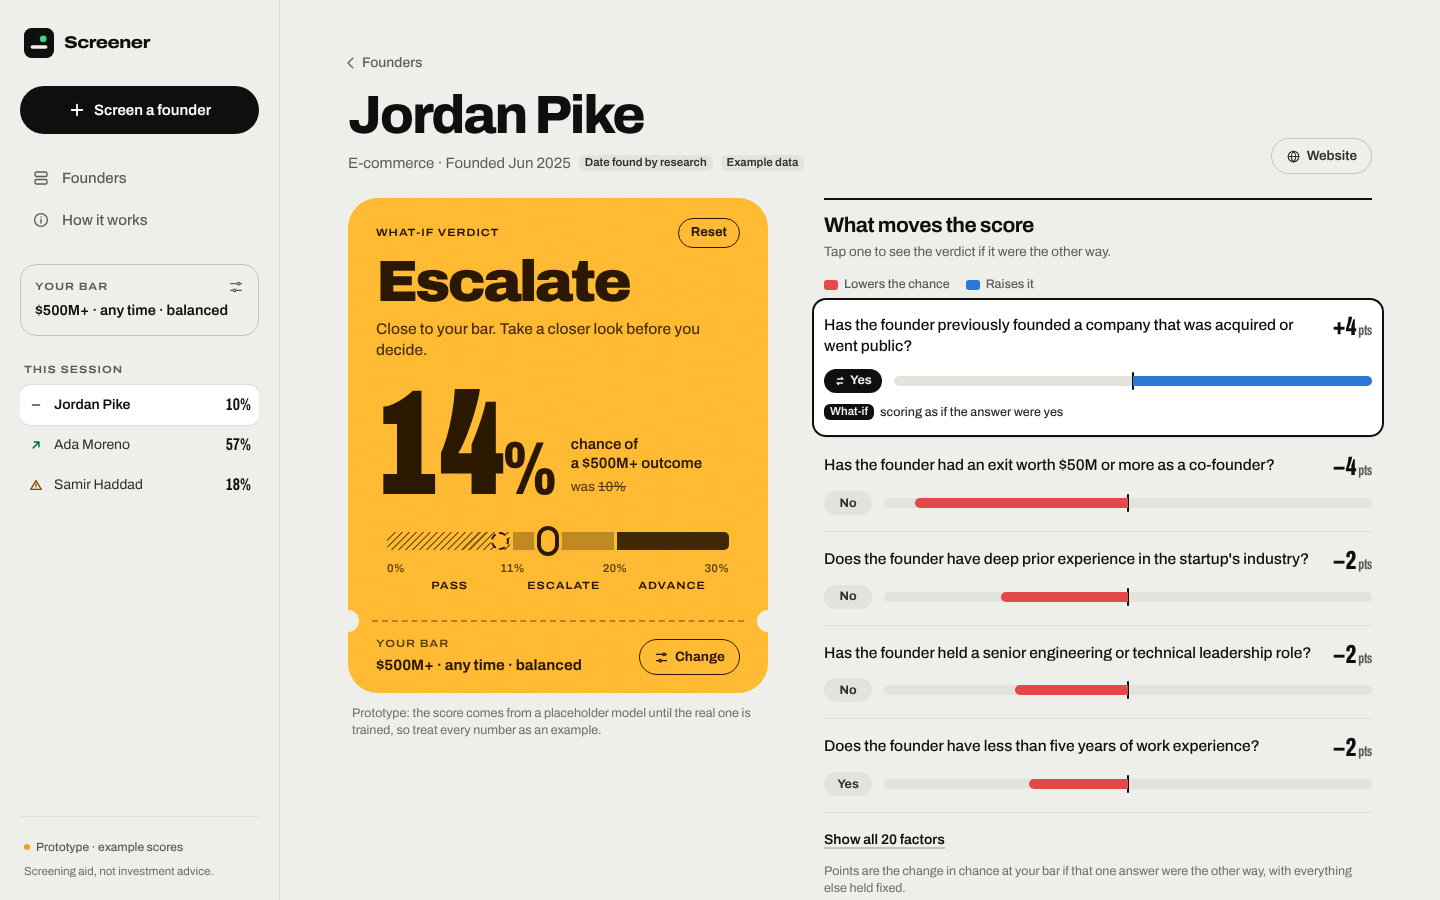 Screener
Screen a founder
Founders
How it works
YOUR BAR
$500M+ · any time · balanced
THIS SESSION
Jordan Pike 10%
Ada Moreno 57%
Samir Haddad 18%
Prototype · example scores
Screening aid, not investment advice.
Founders
Jordan Pike
E-commerce · Founded Jun 2025 Date found by research Example data
Website
WHAT-IF VERDICT
Reset
Escalate
Close to your bar. Take a closer look before you
decide.
14%
chance of
a $500M+ outcome
was 10%
0% 11% 20% 30%
PASS ESCALATE ADVANCE
YOUR BAR
$500M+ · any time · balanced
Change
Prototype: the score comes from a placeholder model until the real one is
trained, so treat every number as an example.
What moves the score
Tap one to see the verdict if it were the other way.
Lowers the chance Raises it
Has the founder previously founded a company that was acquired or
went public?
+4 pts
Yes
What-if scoring as if the answer were yes
Has the founder had an exit worth $50M or more as a co-founder? −4 pts
No
Does the founder have deep prior experience in the startup's industry? −2 pts
No
Has the founder held a senior engineering or technical leadership role? −2 pts
No
Does the founder have less than five years of work experience? −2 pts
Yes
Show all 20 factors
Points are the change in chance at your bar if that one answer were the other way, with everything
else held fixed.